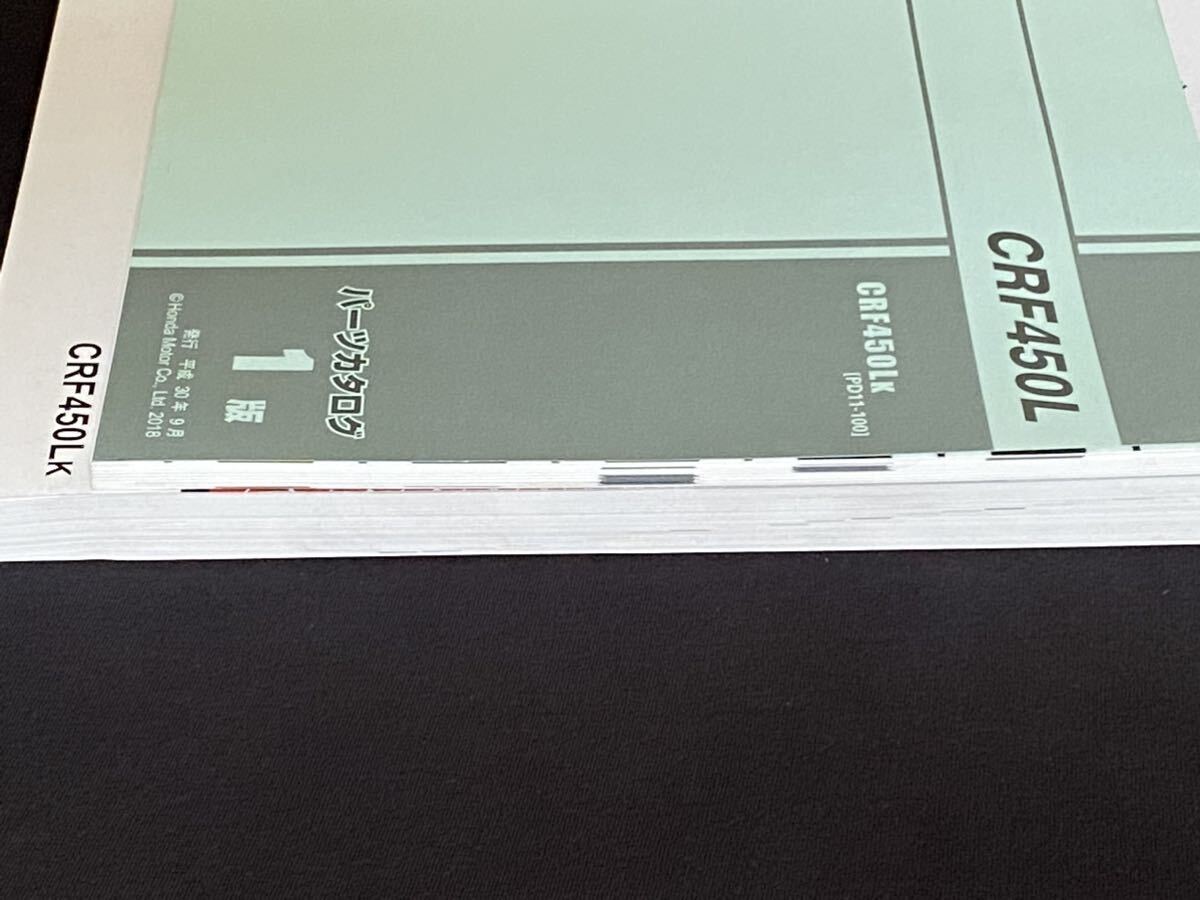 CRF450L
CRF450LK
[PD11-100]
パーツカタログ
1版
発行 平成 30年 9月
©Honda Motor Co., Ltd. 2018
CRF450LK